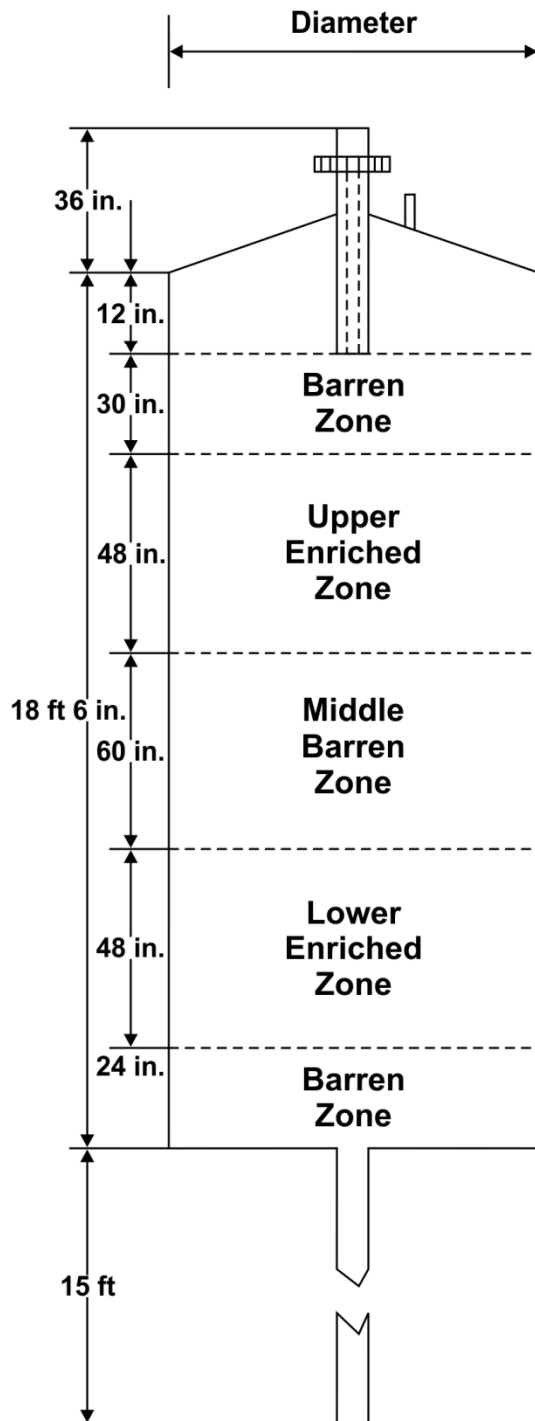 Diameter
36 in.
12 in.
30 in.
Barren
Zone
48 in.
Upper
Enriched
Zone
18 ft 6 in.
60 in.
Middle
Barren
Zone
48 in.
Lower
Enriched
Zone
24 in.
Barren
Zone
15 ft